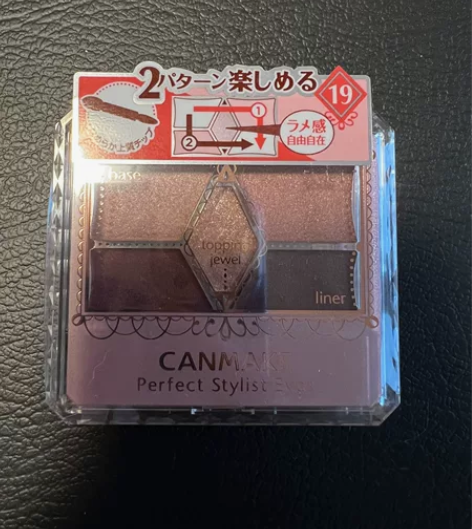 2パターン楽しめる
19
①
ラメ感
自由自在
②
base
topping
jewel
liner
CANMAKE
Perfect Stylist Eyes